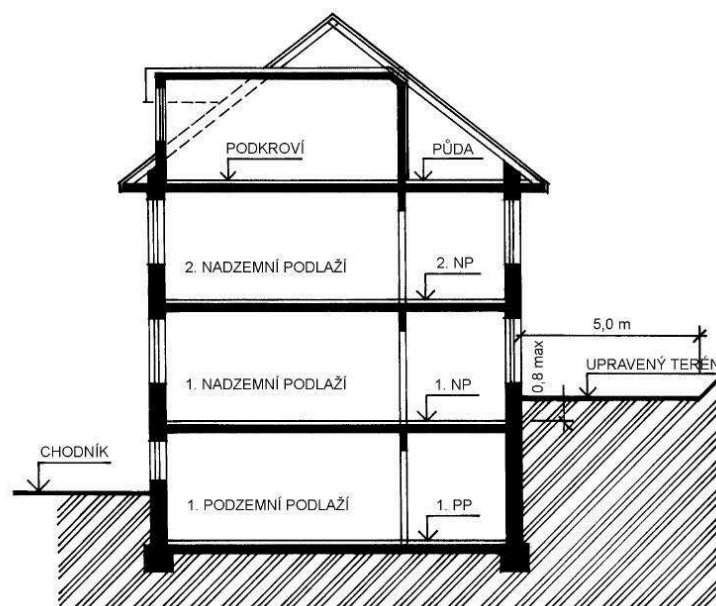 PODKROVÍ
PŮDA
2. NADZEMNÍ PODLAŽÍ
2. NP
5,0 m
UPRAVENÝ TERÉN
0,8 max
1. NADZEMNÍ PODLAŽÍ
1. NP
CHODNÍK
1. PODZEMNÍ PODLAŽÍ
1. PP